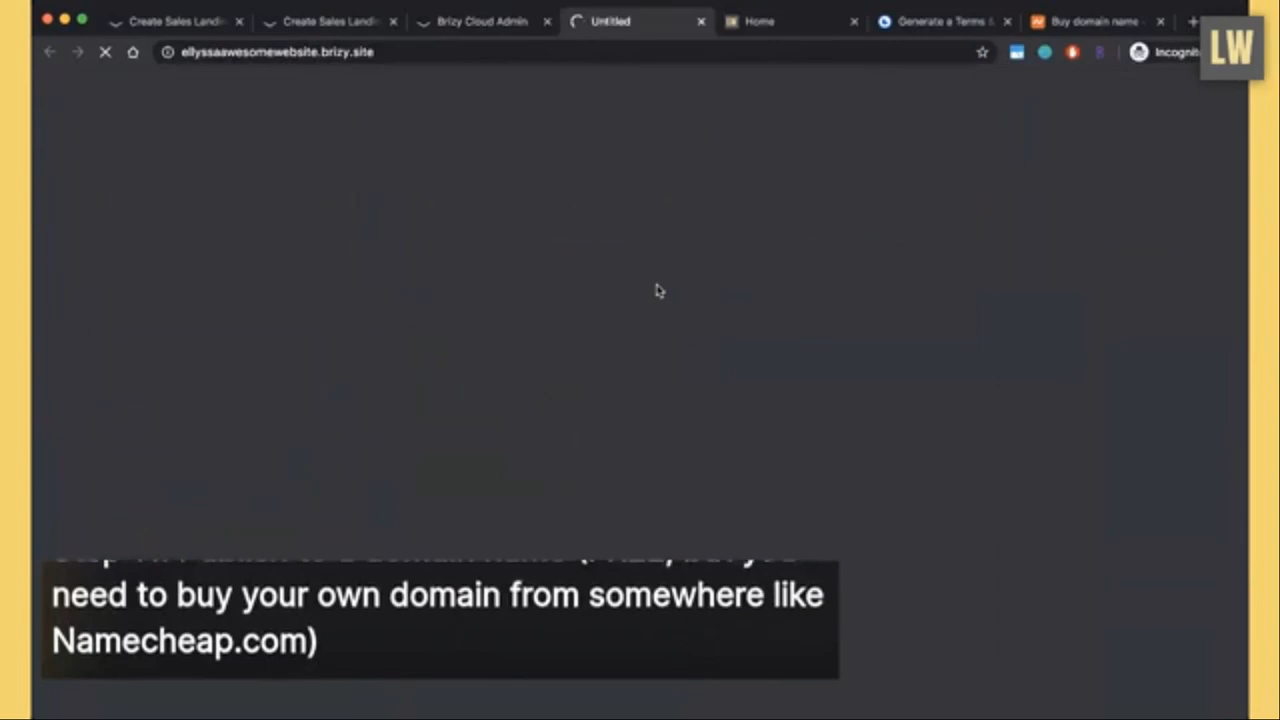 Create Sales Landi
Create Sales Landi
Brizy Cloud Admin
Untitled
Home
Generate a Terms &
Buy domain name
LW
ellyssaawesomewebsite.brizy.site
Incognit
need to buy your own domain from somewhere like
Namecheap.com)